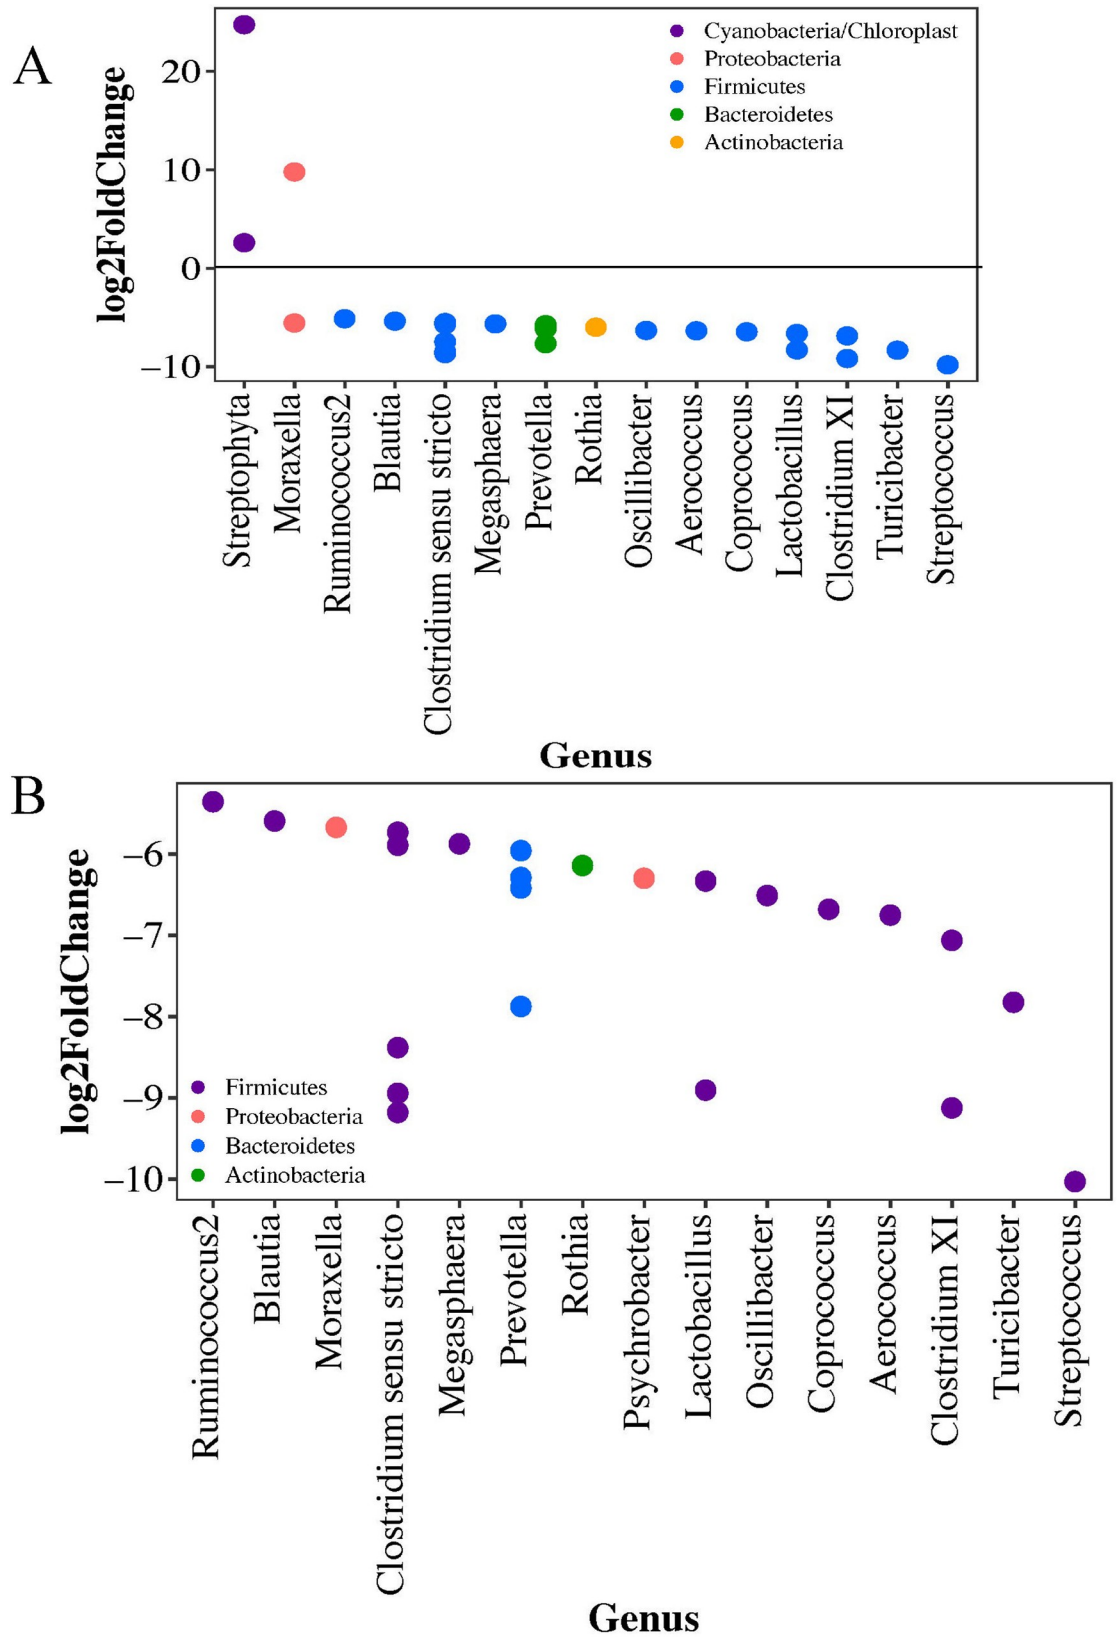 A
log2FoldChange
20
10
0
−10
Cyanobacteria/Chloroplast
Proteobacteria
Firmicutes
Bacteroidetes
Actinobacteria
Streptophyta
Moraxella
Ruminococcus2
Blautia
Clostridium sensu stricto
Megasphaera
Prevotella
Rothia
Oscillibacter
Aerococcus
Coprococcus
Lactobacillus
Clostridium XI
Turicibacter
Streptococcus
Genus
B
log2FoldChange
−6
−7
−8
−9
−10
Firmicutes
Proteobacteria
Bacteroidetes
Actinobacteria
Ruminococcus2
Blautia
Moraxella
Clostridium sensu stricto
Megasphaera
Prevotella
Rothia
Psychrobacter
Lactobacillus
Oscillibacter
Coprococcus
Aerococcus
Clostridium XI
Turicibacter
Streptococcus
Genus